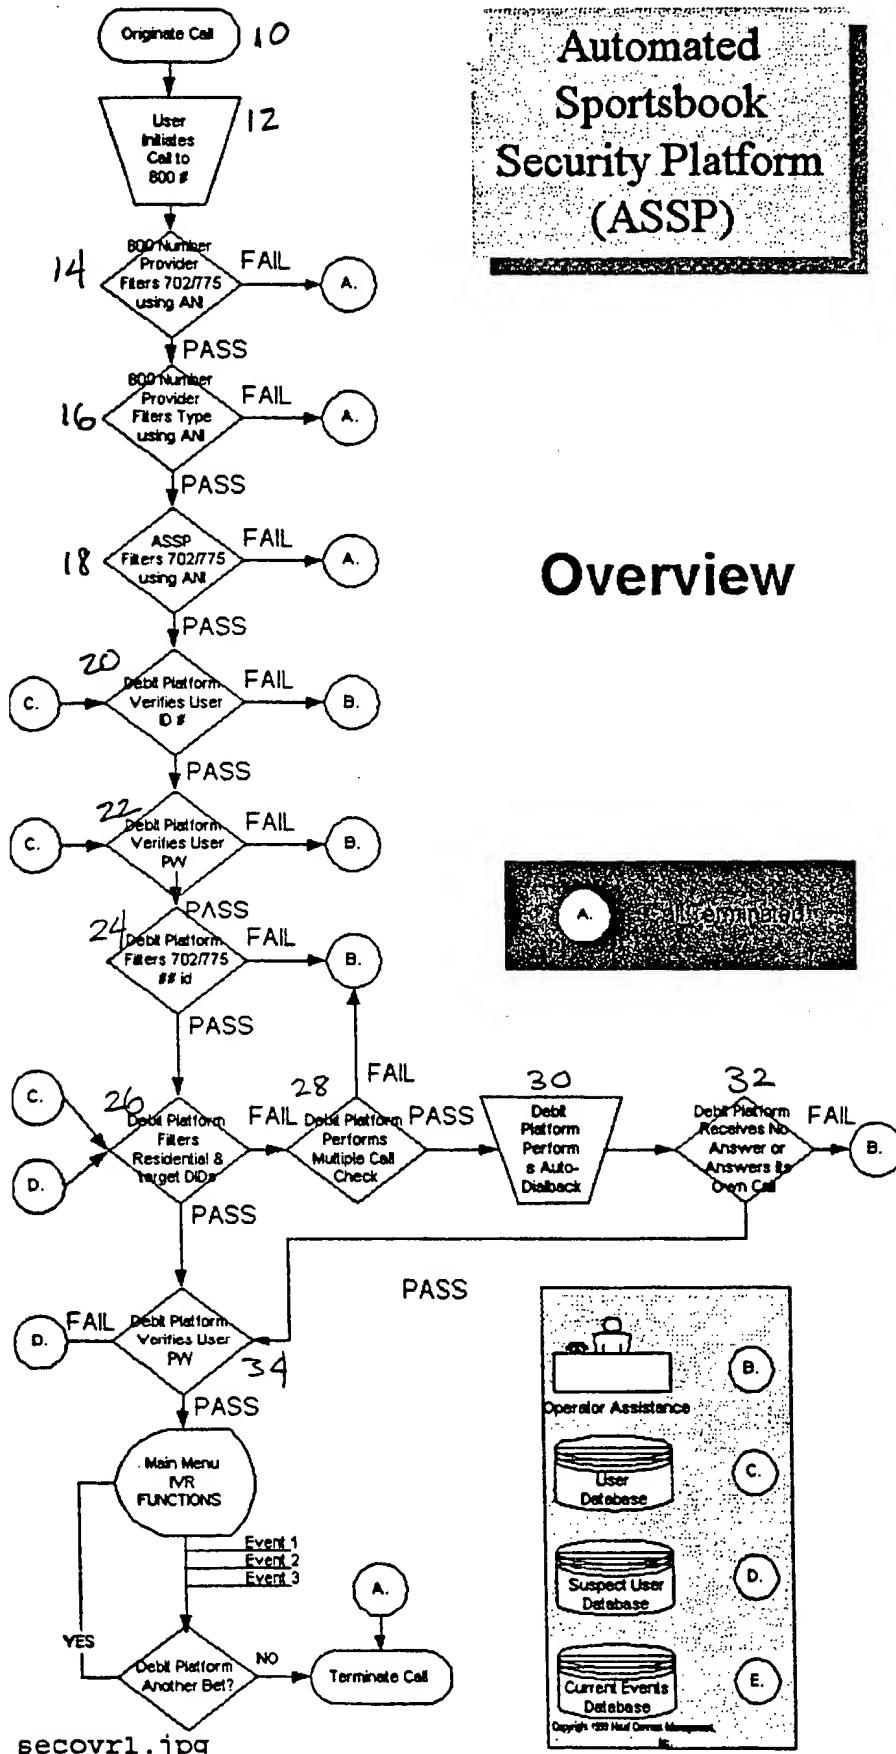 Originate Call
10
Automated
Sportsbook
Security Platform
(ASSP)
User
Initiates
Call to
800 #
12
800 Number
Provider
Filters 702/775
using ANI
14
FAIL
A.
PASS
800 Number
Provider
Filters Type
using ANI
16
FAIL
A.
PASS
ASSP
Filters 702/775
using ANI
18
FAIL
A.
Overview
PASS
20
C.
Debit Platform
Verifies User
ID #
FAIL
B.
PASS
22
C.
Debit Platform
Verifies User
PW
FAIL
B.
A.
Call Terminated
PASS
24
Debit Platform
Filters 702/775
## id
FAIL
B.
PASS
C.
D.
26
Debit Platform
Filters
Residential &
target DIDs
FAIL
28
Debit Platform
Performs
Multiple Call
Check
FAIL
PASS
30
Debit
Platform
Perform
s Auto-
Dialback
32
Debit Platform
Receives No
Answer or
Answers its
Own Call
FAIL
B.
PASS
PASS
D.
FAIL
Debit Platform
Verifies User
PW
34
PASS
Main Menu
IVR
FUNCTIONS
Event 1
Event 2
Event 3
A.
YES
Debit Platform
Another Bet?
NO
Terminate Call
Operator Assistance
B.
User
Database
C.
Suspect User
Database
D.
Current Events
Database
E.
Copyright 1999
Management,
Inc.
secovr1.jpg